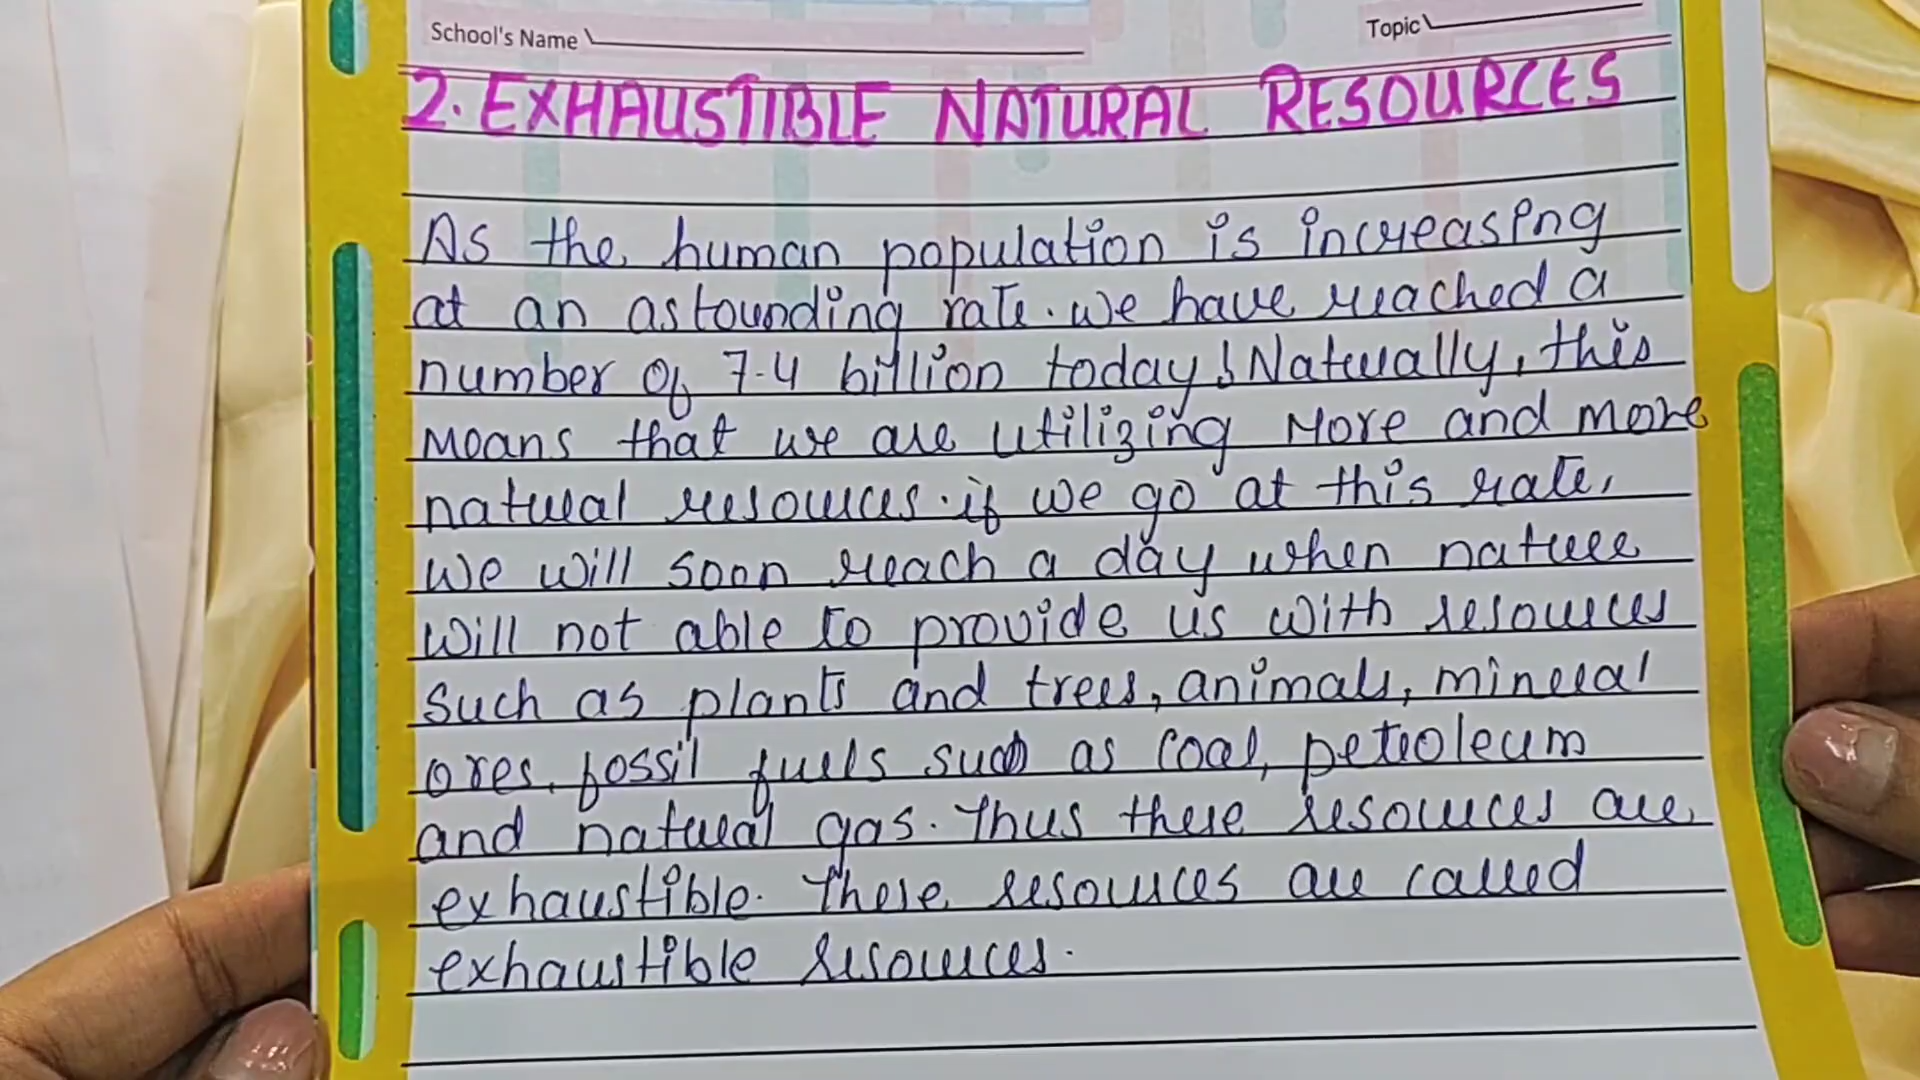 School's Name
Topic
2. EXHAUSTIBLE NATURAL RESOURCES
As the human population is increasing
at an astounding rate. we have reached a
number of 7.4 billion today! Naturally, this
Moans that we are utilizing More and more
natural resources. if we go at this rate,
We will soon reach a day when nature
will not able to provide us with resources
such as plants and trees, animals, mineral
ores, fossil fuels such as coal, petroleum
and natural gas. Thus these resources are
exhaustible. These resources are called
exhaustible resources.